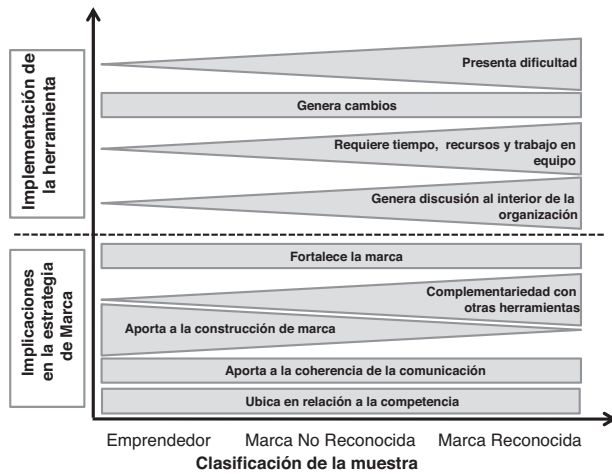 Implementación de
la herramienta
Presenta dificultad
Genera cambios
Requiere tiempo, recursos y trabajo en
equipo
Genera discusión al interior de la
organización
Implicaciones
en la estrategia
de Marca
Fortalece la marca
Complementariedad con
otras herramientas
Aporta a la construcción de marca
Aporta a la coherencia de la comunicación
Ubica en relación a la competencia
Emprendedor Marca No Reconocida Marca Reconocida
Clasificación de la muestra